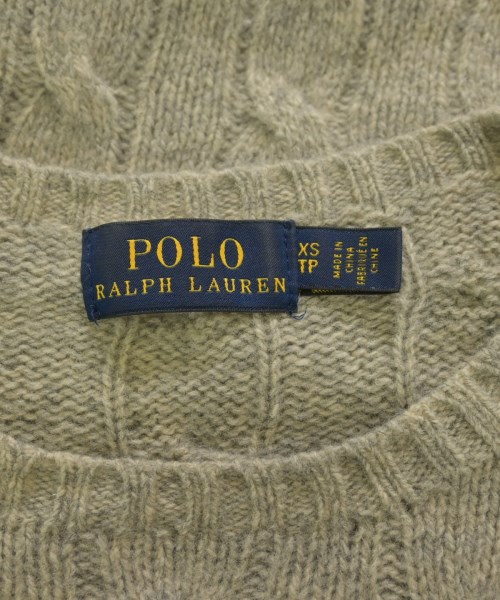 POLO
RALPH LAUREN
XS
TP
MADE IN
CHINA
FABRIQUÉ EN
CHINE